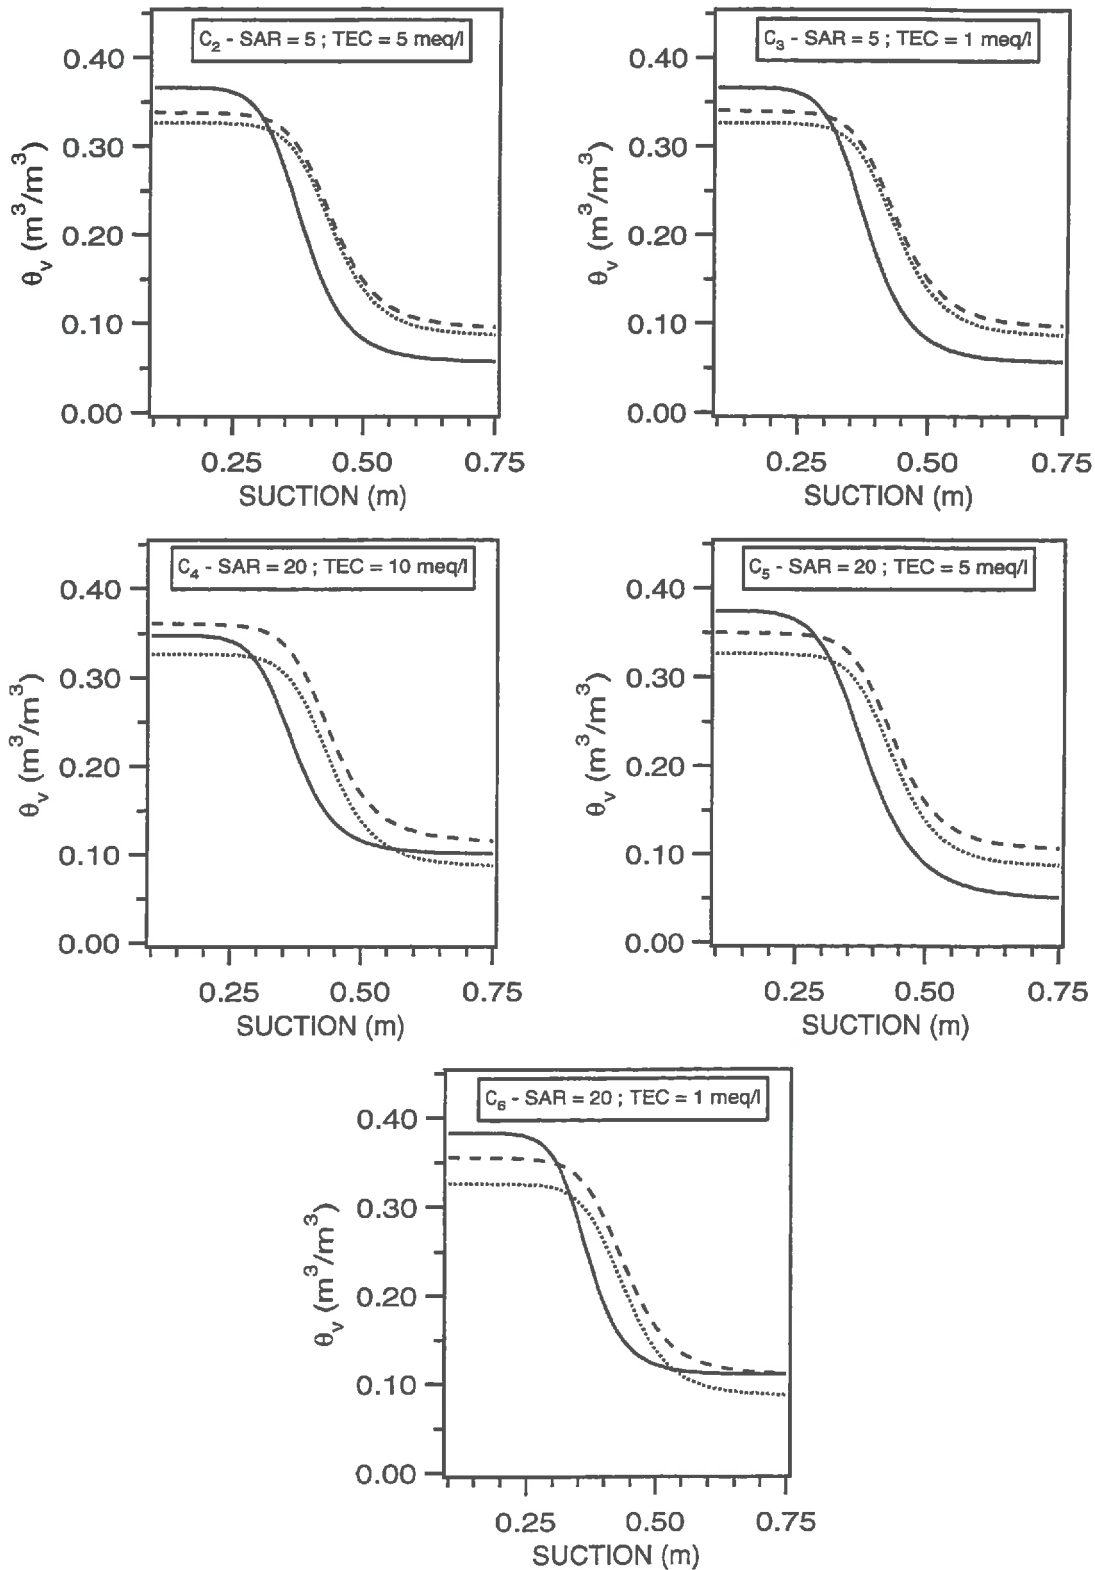 C2 - SAR = 5 ; TEC = 5 meq/l
0.40
0.30
0.20
0.10
0.00
θv (m3/m3)
0.25 0.50 0.75
SUCTION (m)
C3 - SAR = 5 ; TEC = 1 meq/l
0.40
0.30
0.20
0.10
0.00
θv (m3/m3)
0.25 0.50 0.75
SUCTION (m)
C4 - SAR = 20 ; TEC = 10 meq/l
0.40
0.30
0.20
0.10
0.00
θv (m3/m3)
0.25 0.50 0.75
SUCTION (m)
C5 - SAR = 20 ; TEC = 5 meq/l
0.40
0.30
0.20
0.10
0.00
θv (m3/m3)
0.25 0.50 0.75
SUCTION (m)
C6 - SAR = 20 ; TEC = 1 meq/l
0.40
0.30
0.20
0.10
0.00
θv (m3/m3)
0.25 0.50 0.75
SUCTION (m)